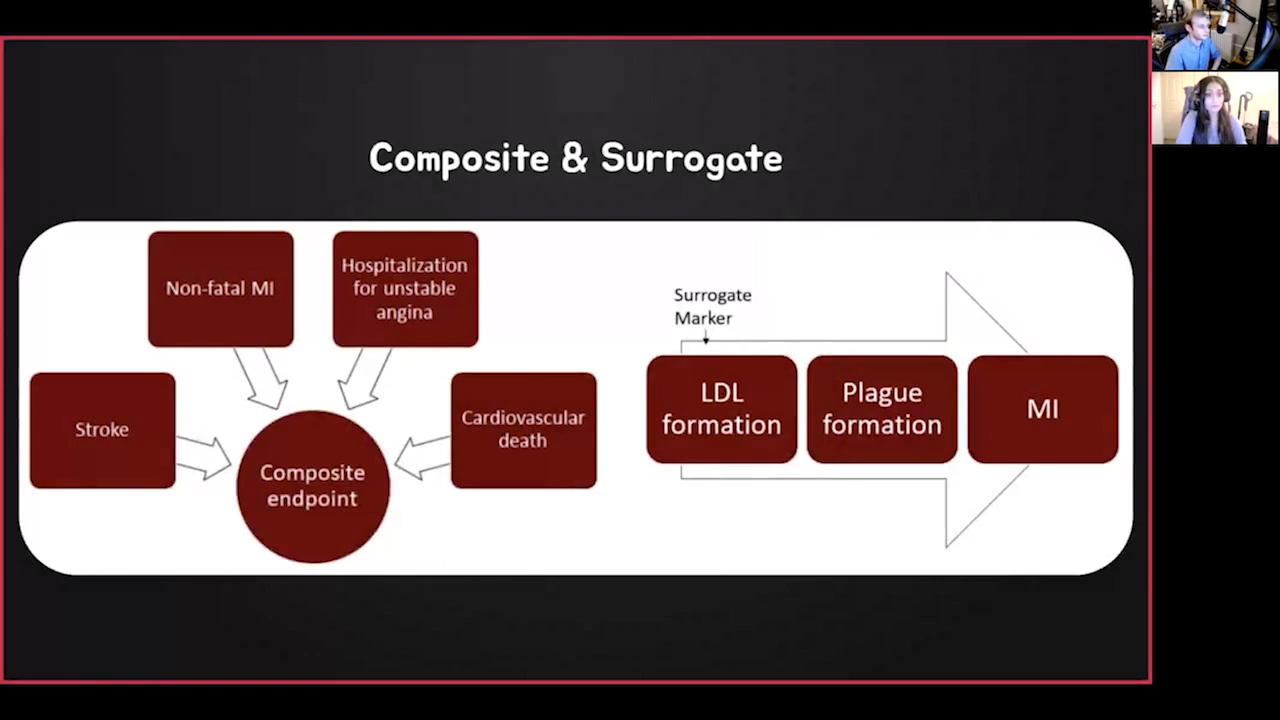 Composite & Surrogate
Non-fatal MI
Hospitalization
for unstable
angina
Stroke
Cardiovascular
death
Composite
endpoint
Surrogate
Marker
LDL
formation
Plague
formation
MI